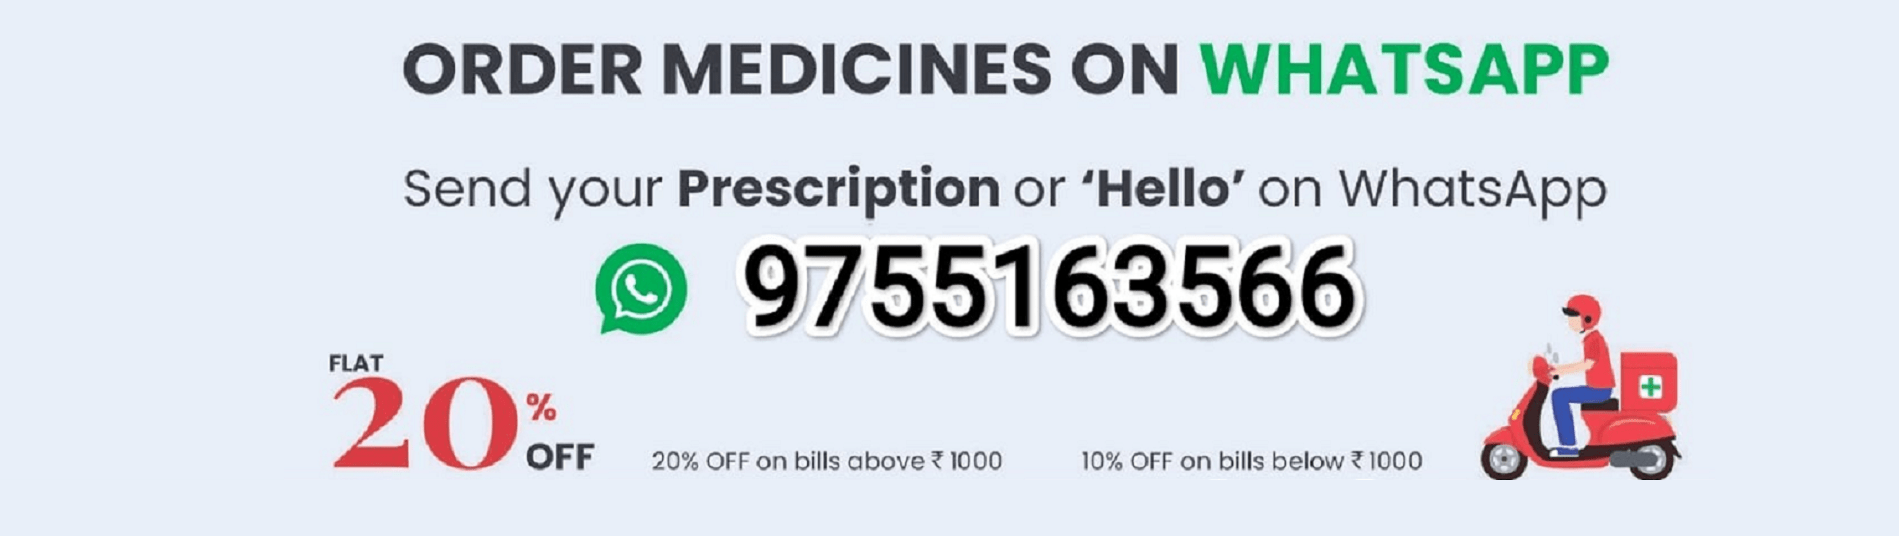 ORDER MEDICINES ON WHATSAPP
Send your Prescription or ‘Hello’ on WhatsApp
9755163566
FLAT
20%
OFF
20% OFF on bills above ₹ 1000
10% OFF on bills below ₹ 1000